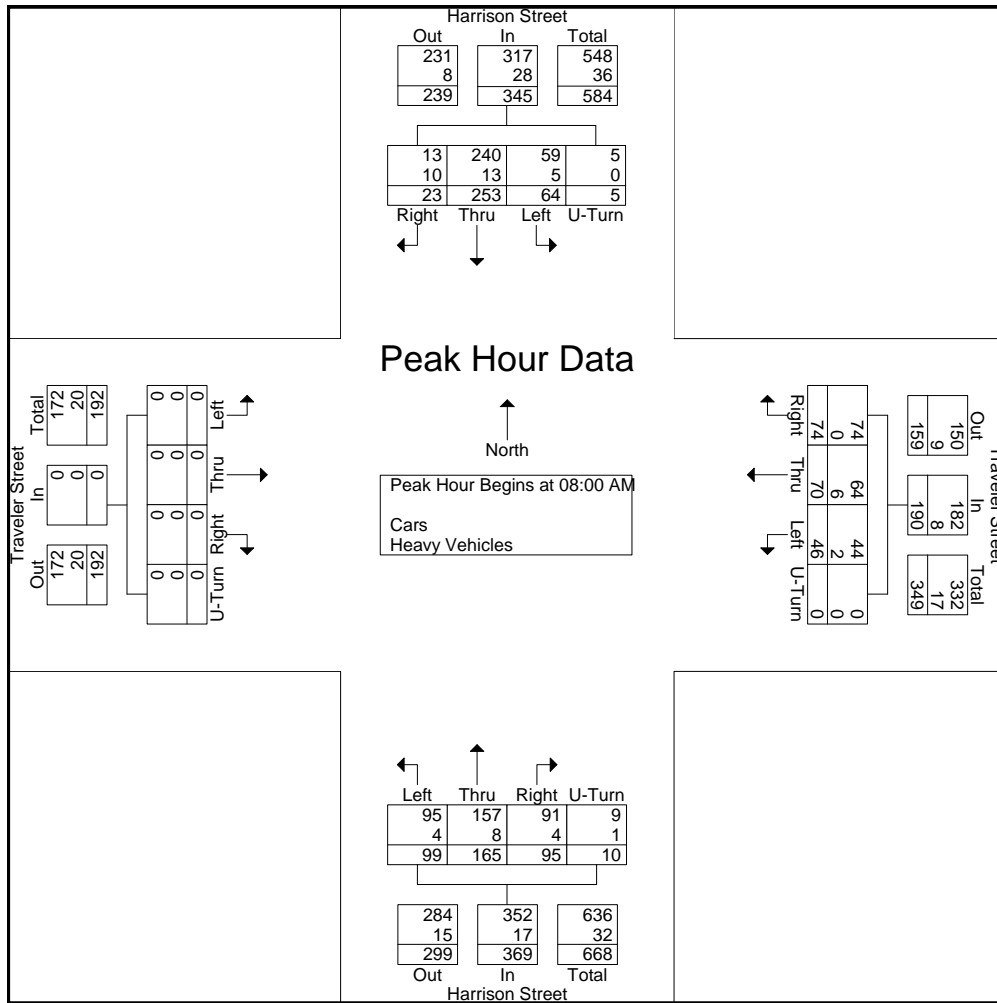 Harrison Street
Out In Total
231 317 548
8 28 36
239 345 584
13 240 59 5
10 13 5 0
23 253 64 5
Right Thru Left U-Turn
Peak Hour Data
North
Peak Hour Begins at 08:00 AM
Cars
Heavy Vehicles
Traveler Street
Total In Out
192 0 192
20 0 20
172 0 172
Left Thru Right U-Turn
0 0 0 0
0 0 0 0
0 0 0 0
Traveler Street
Out In Total
150 182 332
9 8 17
159 190 349
74 64 44 0
0 6 2 0
74 70 46 0
Right Thru Left U-Turn
Left Thru Right U-Turn
95 157 91 9
4 8 4 1
99 165 95 10
284 352 636
15 17 32
299 369 668
Out In Total
Harrison Street